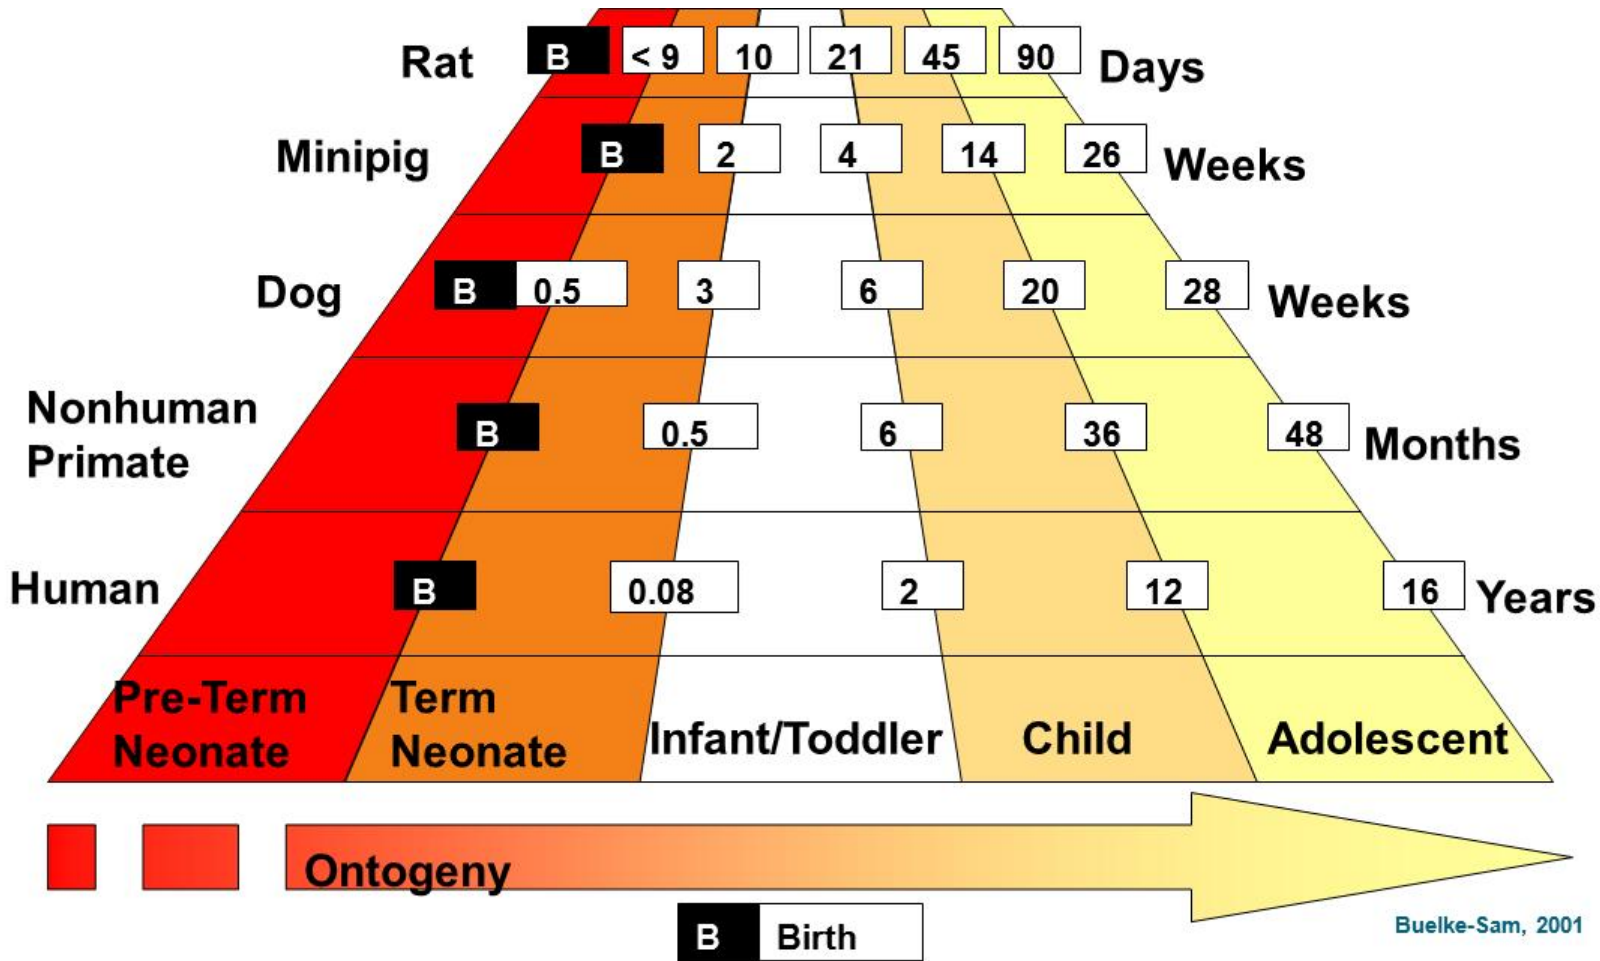 Rat B < 9 10 21 45 90 Days
Minipig B 2 4 14 26 Weeks
Dog B 0.5 3 6 20 28 Weeks
Nonhuman
Primate B 0.5 6 36 48 Months
Human B 0.08 2 12 16 Years
Pre-Term
Neonate
Term
Neonate
Infant/Toddler
Child
Adolescent
Ontogeny
B Birth
Buelke-Sam, 2001